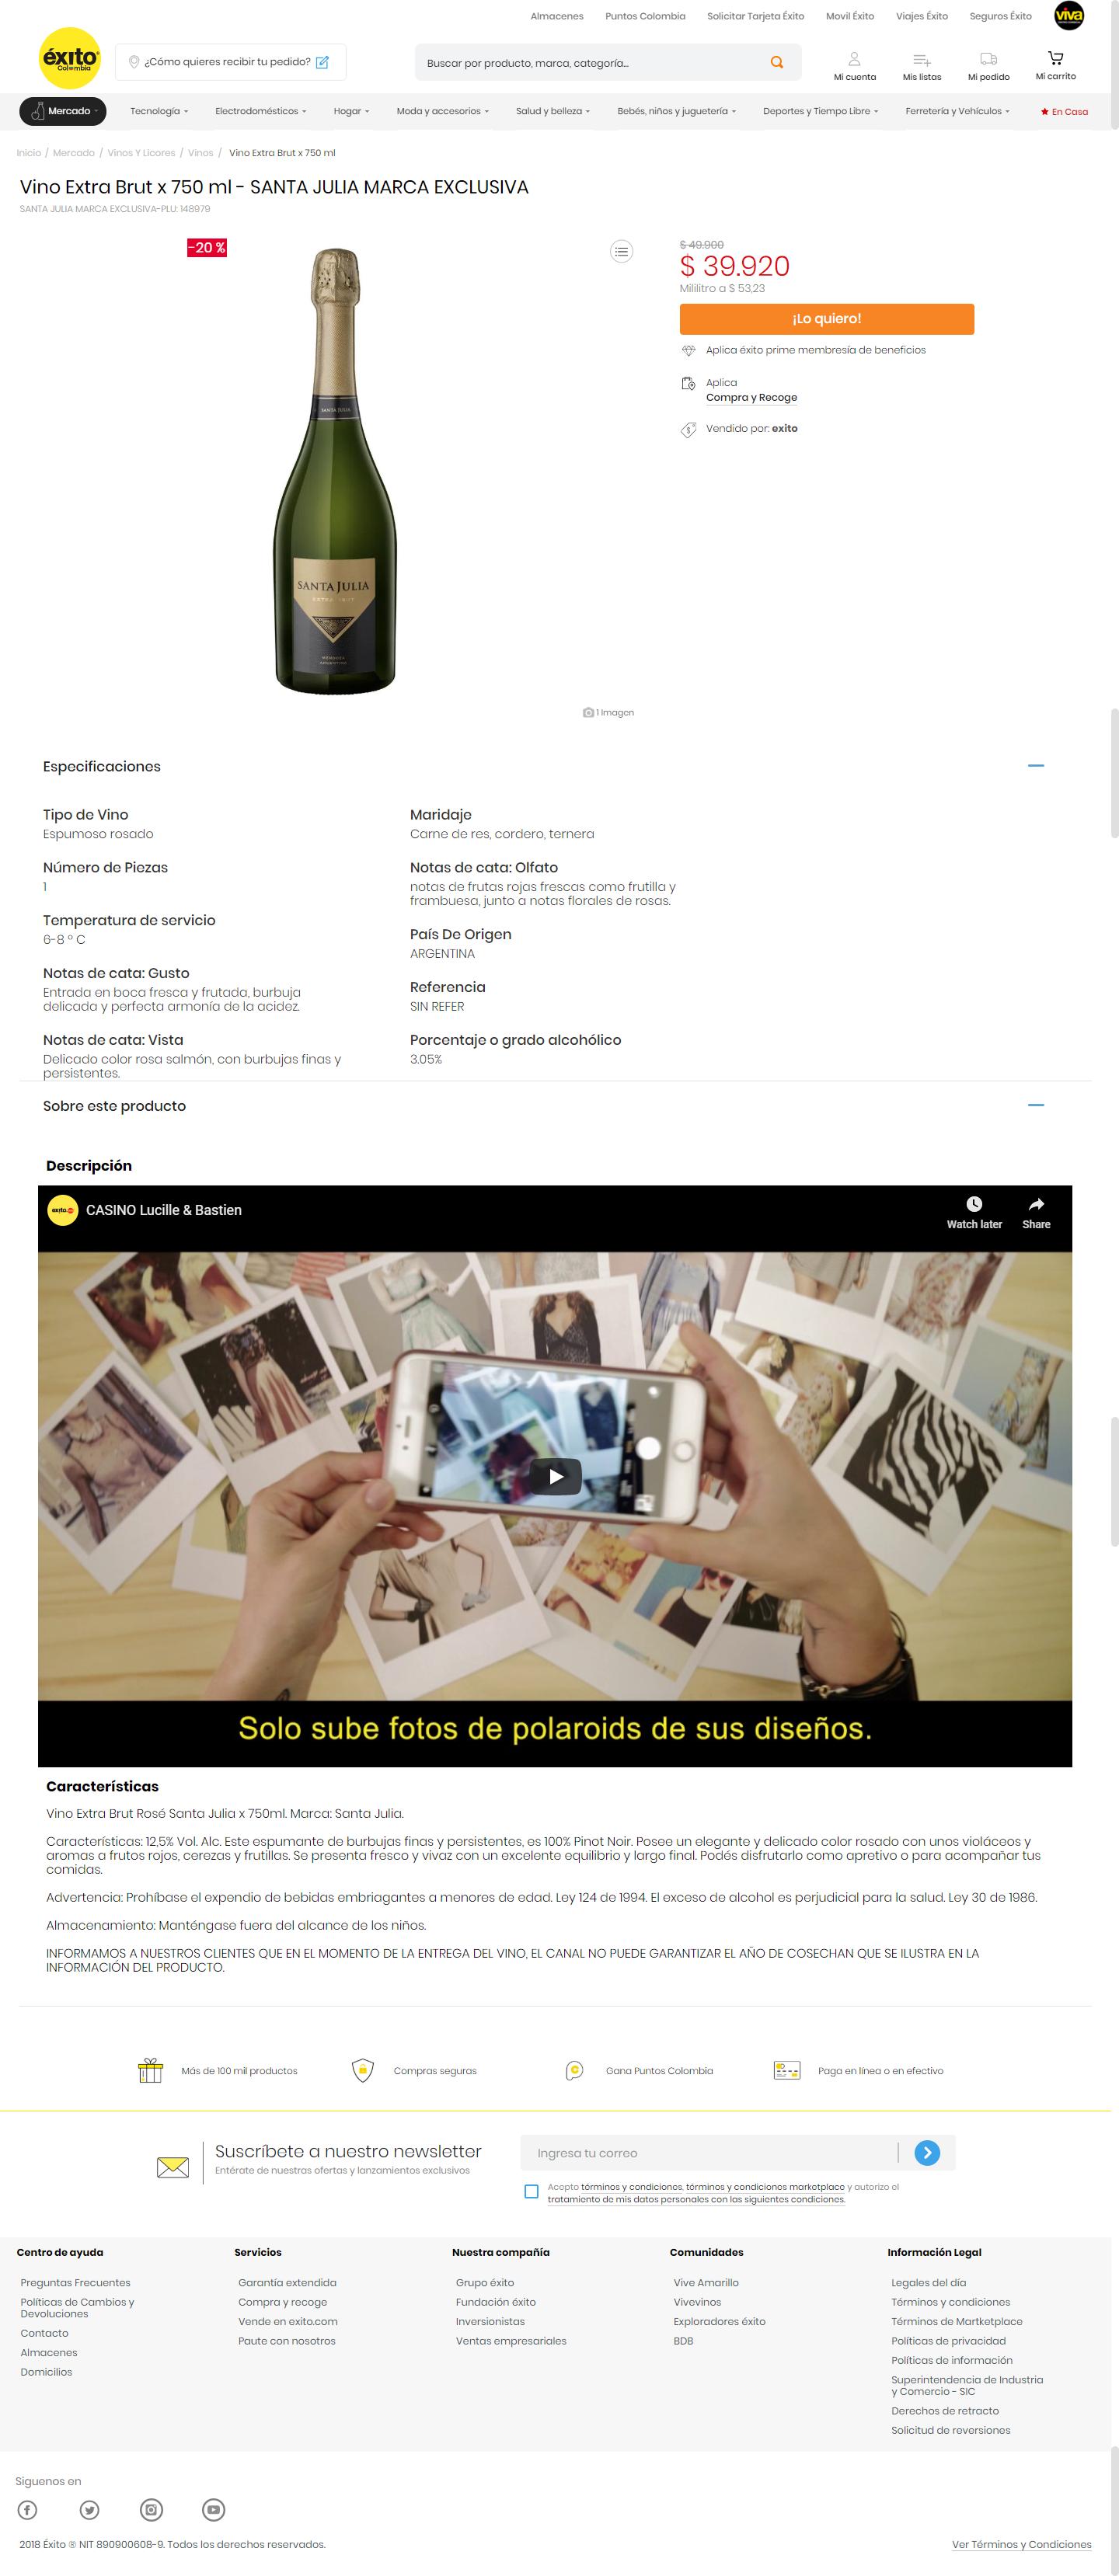 Almacenes Puntos Colombia Solicitar Tarjeta Éxito Movil Éxito Viajes Éxito Seguros Éxito viva
éxito
Colombia
¿Cómo quieres recibir tu pedido?
Buscar por producto, marca, categoría...
Mi cuenta Mis listas Mi pedido Mi carrito
Mercado Tecnología Electrodomésticos Hogar Moda y accesorios Salud y belleza Bebés, niños y juguetería Deportes y Tiempo Libre Ferretería y Vehículos En Casa
Inicio / Mercado / Vinos Y Licores / Vinos / Vino Extra Brut x 750 ml
Vino Extra Brut x 750 ml - SANTA JULIA MARCA EXCLUSIVA
SANTA JULIA MARCA EXCLUSIVA-PLU: 148979
-20 %
SANTA JULIA
SANTA JULIA
EXTRA BRUT
MENDOZA
ARGENTINA
1 Imagen
$ 49.900
$ 39.920
Mililitro a $ 53,23
¡Lo quiero!
Aplica éxito prime membresía de beneficios
Aplica
Compra y Recoge
Vendido por: exito
Especificaciones
Tipo de Vino
Espumoso rosado
Número de Piezas
1
Temperatura de servicio
6-8 ° C
Notas de cata: Gusto
Entrada en boca fresca y frutada, burbuja
delicada y perfecta armonía de la acidez.
Notas de cata: Vista
Delicado color rosa salmón, con burbujas finas y
persistentes.
Maridaje
Carne de res, cordero, ternera
Notas de cata: Olfato
notas de frutas rojas frescas como frutilla y
frambuesa, junto a notas florales de rosas.
País De Origen
ARGENTINA
Referencia
SIN REFER
Porcentaje o grado alcohólico
3.05%
Sobre este producto
Descripción
CASINO Lucille & Bastien
Watch later Share
Solo sube fotos de polaroids de sus diseños.
Características
Vino Extra Brut Rosé Santa Julia x 750ml. Marca: Santa Julia.
Características: 12,5% Vol. Alc. Este espumante de burbujas finas y persistentes, es 100% Pinot Noir. Posee un elegante y delicado color rosado con unos violáceos y
aromas a frutos rojos, cerezas y frutillas. Se presenta fresco y vivaz con un excelente equilibrio y largo final. Podés disfrutarlo como apretivo o para acompañar tus
comidas.
Advertencia: Prohíbase el expendio de bebidas embriagantes a menores de edad. Ley 124 de 1994. El exceso de alcohol es perjudicial para la salud. Ley 30 de 1986.
Almacenamiento: Manténgase fuera del alcance de los niños.
INFORMAMOS A NUESTROS CLIENTES QUE EN EL MOMENTO DE LA ENTREGA DEL VINO, EL CANAL NO PUEDE GARANTIZAR EL AÑO DE COSECHAN QUE SE ILUSTRA EN LA
INFORMACIÓN DEL PRODUCTO.
Más de 100 mil productos Compras seguras Gana Puntos Colombia Paga en línea o en efectivo
Suscríbete a nuestro newsletter
Entérate de nuestras ofertas y lanzamientos exclusivos
Ingresa tu correo
Acepto términos y condiciones, términos y condiciones marketplace y autorizo el
tratamiento de mis datos personales con las siguientes condiciones.
Centro de ayuda
Preguntas Frecuentes
Políticas de Cambios y
Devoluciones
Contacto
Almacenes
Domicilios
Servicios
Garantía extendida
Compra y recoge
Vende en exito.com
Paute con nosotros
Nuestra compañía
Grupo éxito
Fundación éxito
Inversionistas
Ventas empresariales
Comunidades
Vive Amarillo
Vivevinos
Exploradores éxito
BDB
Información Legal
Legales del día
Términos y condiciones
Términos de Martketplace
Políticas de privacidad
Políticas de información
Superintendencia de Industria
y Comercio - SIC
Derechos de retracto
Solicitud de reversiones
Siguenos en
2018 Éxito ® NIT 890900608-9. Todos los derechos reservados.
Ver Términos y Condiciones